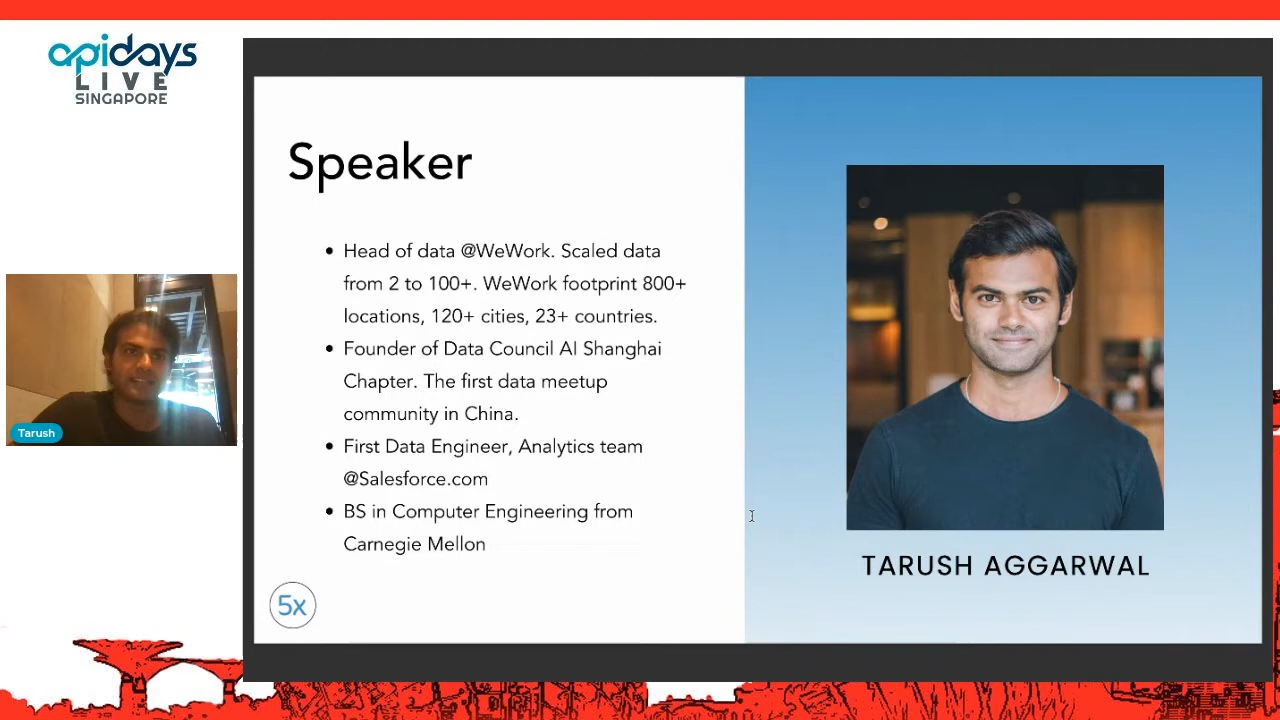 apidays
LIVE
SINGAPORE
Speaker
• Head of data @WeWork. Scaled data
from 2 to 100+. WeWork footprint 800+
locations, 120+ cities, 23+ countries.
• Founder of Data Council AI Shanghai
Chapter. The first data meetup
community in China.
• First Data Engineer, Analytics team
@Salesforce.com
• BS in Computer Engineering from
Carnegie Mellon
5x
TARUSH AGGARWAL
Tarush